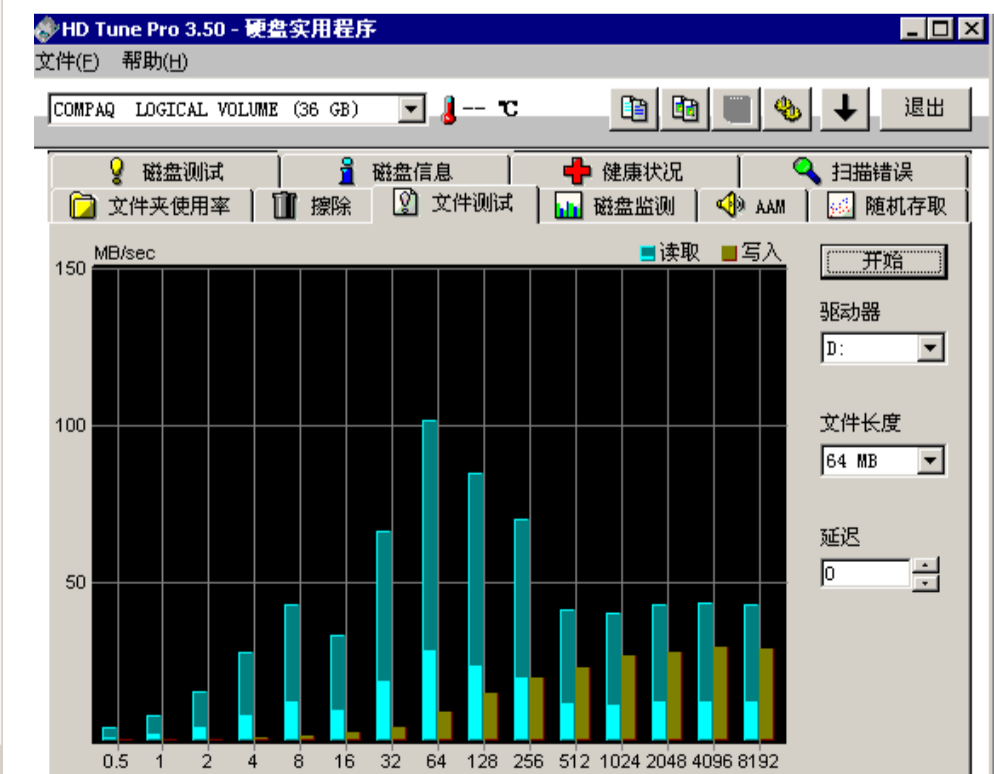 HD Tune Pro 3.50 - 硬盘实用程序
文件(F) 帮助(H)
COMPAQ LOGICAL VOLUME (36 GB) -- ℃ 退出
磁盘测试 磁盘信息 健康状况 扫描错误
文件夹使用率 擦除 文件测试 磁盘监测 AAM 随机存取
MB/sec 读取 写入 开始
150
驱动器
D:
100 文件长度
64 MB
延迟
50 0
0.5 1 2 4 8 16 32 64 128 256 512 1024 2048 4096 8192